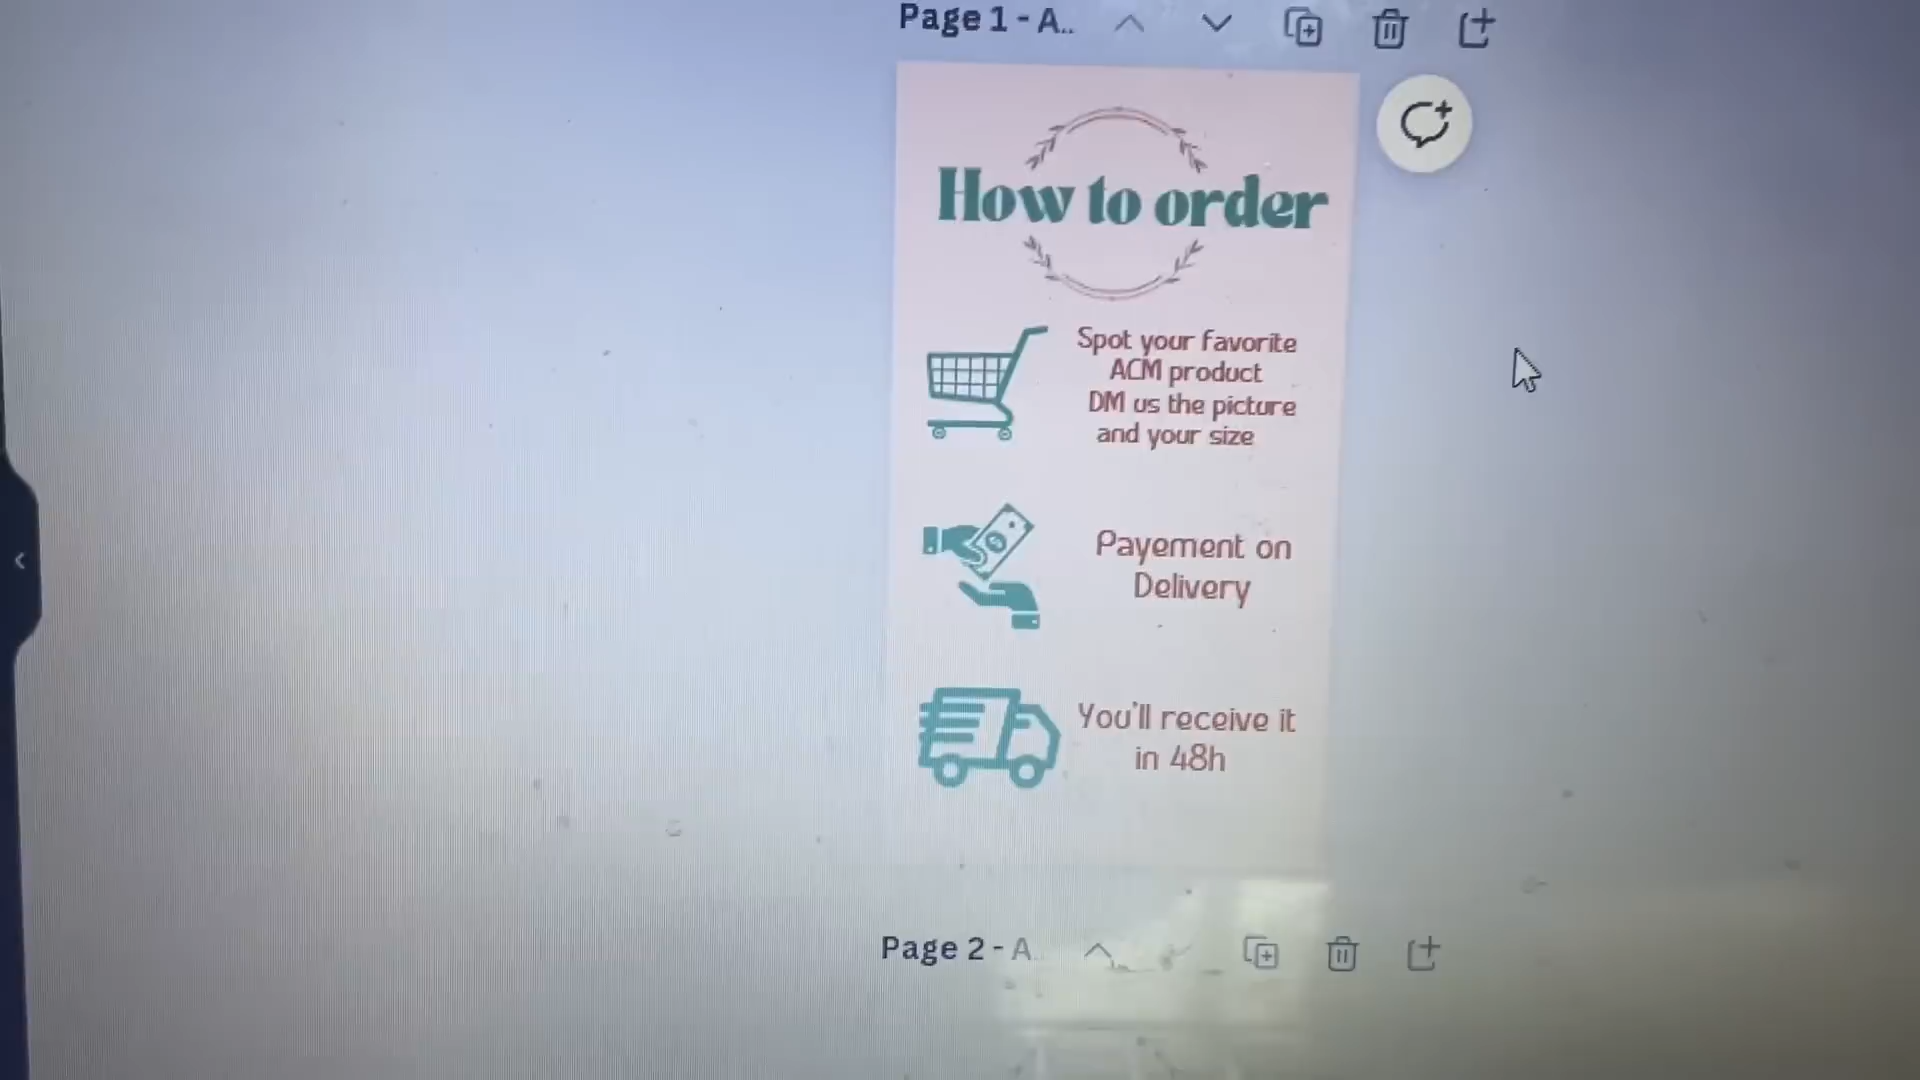 Page 1 - A...
How to order
Spot your favorite
ACM product
DM us the picture
and your size
Payement on
Delivery
You'll receive it
in 48h
Page 2 - A...